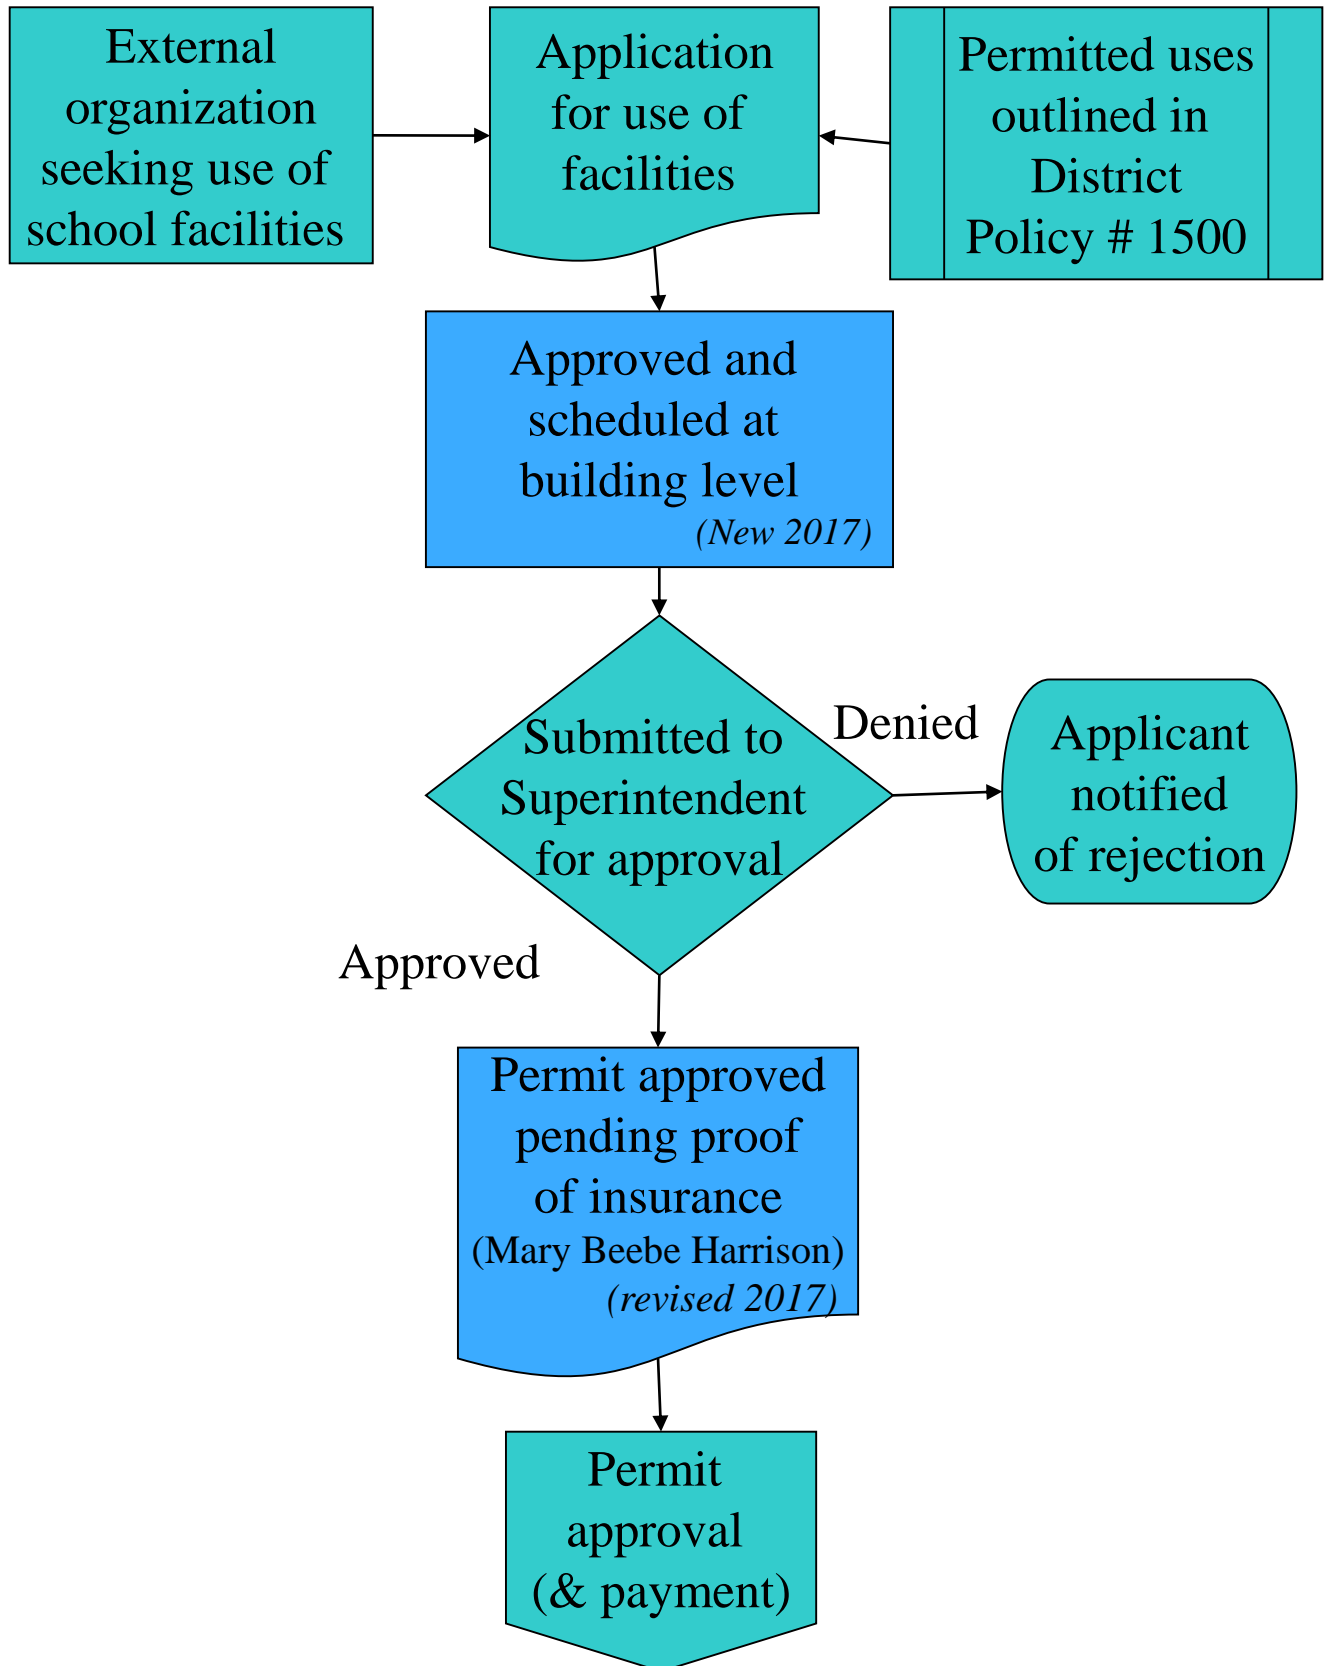 External
organization
seeking use of
school facilities
Application
for use of
facilities
Permitted uses
outlined in
District
Policy # 1500
Approved and
scheduled at
building level
(New 2017)
Submitted to
Superintendent
for approval
Denied
Applicant
notified
of rejection
Approved
Permit approved
pending proof
of insurance
(Mary Beebe Harrison)
(revised 2017)
Permit
approval
(& payment)